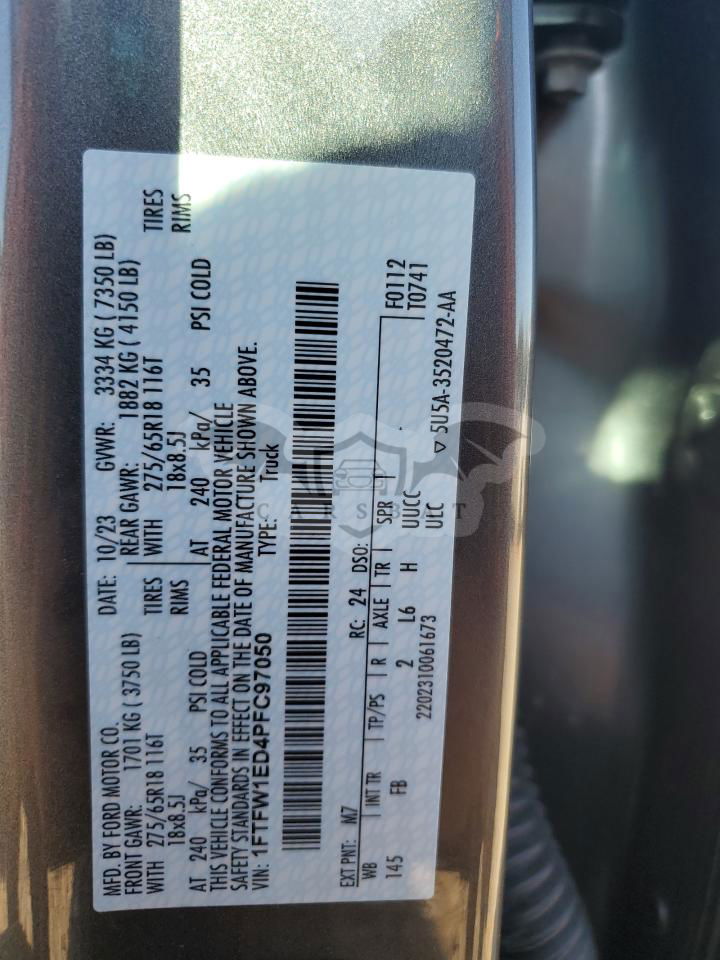 MFD. BY FORD MOTOR CO. DATE: 10/23 GVWR: 3334 KG ( 7350 LB)
FRONT GAWR: 1701 KG ( 3750 LB) REAR GAWR: 1882 KG ( 4150 LB)
WITH 275/65R18 116T TIRES WITH 275/65R18 116T TIRES
18x8.5J RIMS 18x8.5J RIMS
AT 240 kPa/ 35 PSI COLD AT 240 kPa/ 35 PSI COLD
THIS VEHICLE CONFORMS TO ALL APPLICABLE FEDERAL MOTOR VEHICLE
SAFETY STANDARDS IN EFFECT ON THE DATE OF MANUFACTURE SHOWN ABOVE.
VIN: 1FTFW1ED4PFC97050 TYPE: Truck
EXT PNT: M7 RC: 24 DSO: F0112
WB INT TR TP/PS R AXLE TR SPR T0741
145 FB 2 L6 H UUCC
2202310061673 ULC ▽ 5U5A-3520472-AA
CARSBAT